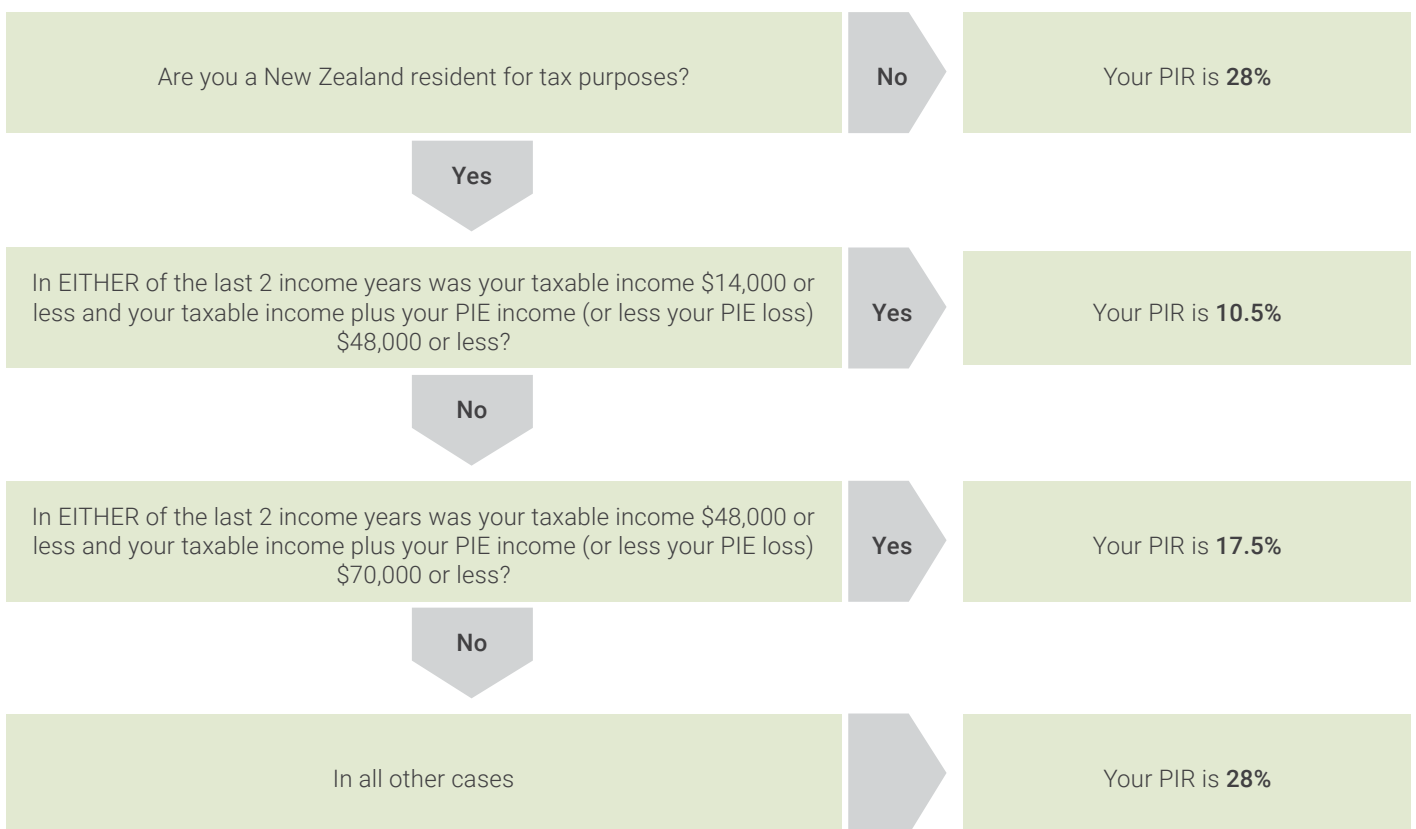 Are you a New Zealand resident for tax purposes?
No
Your PIR is 28%
Yes
In EITHER of the last 2 income years was your taxable income $14,000 or
less and your taxable income plus your PIE income (or less your PIE loss)
$48,000 or less?
Yes
Your PIR is 10.5%
No
In EITHER of the last 2 income years was your taxable income $48,000 or
less and your taxable income plus your PIE income (or less your PIE loss)
$70,000 or less?
Yes
Your PIR is 17.5%
No
In all other cases
Your PIR is 28%